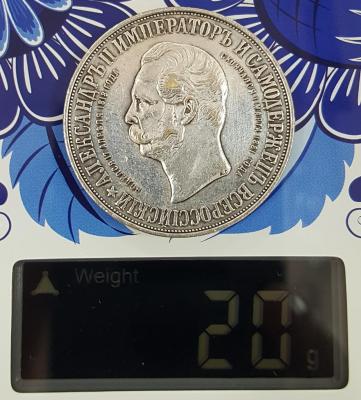 АЛЕКСАНДРЪ II ИМПЕРАТОРЪ И САМОДЕРЖЕЦЪ ВСЕРОССІЙСКІЙ
Weight
20 g